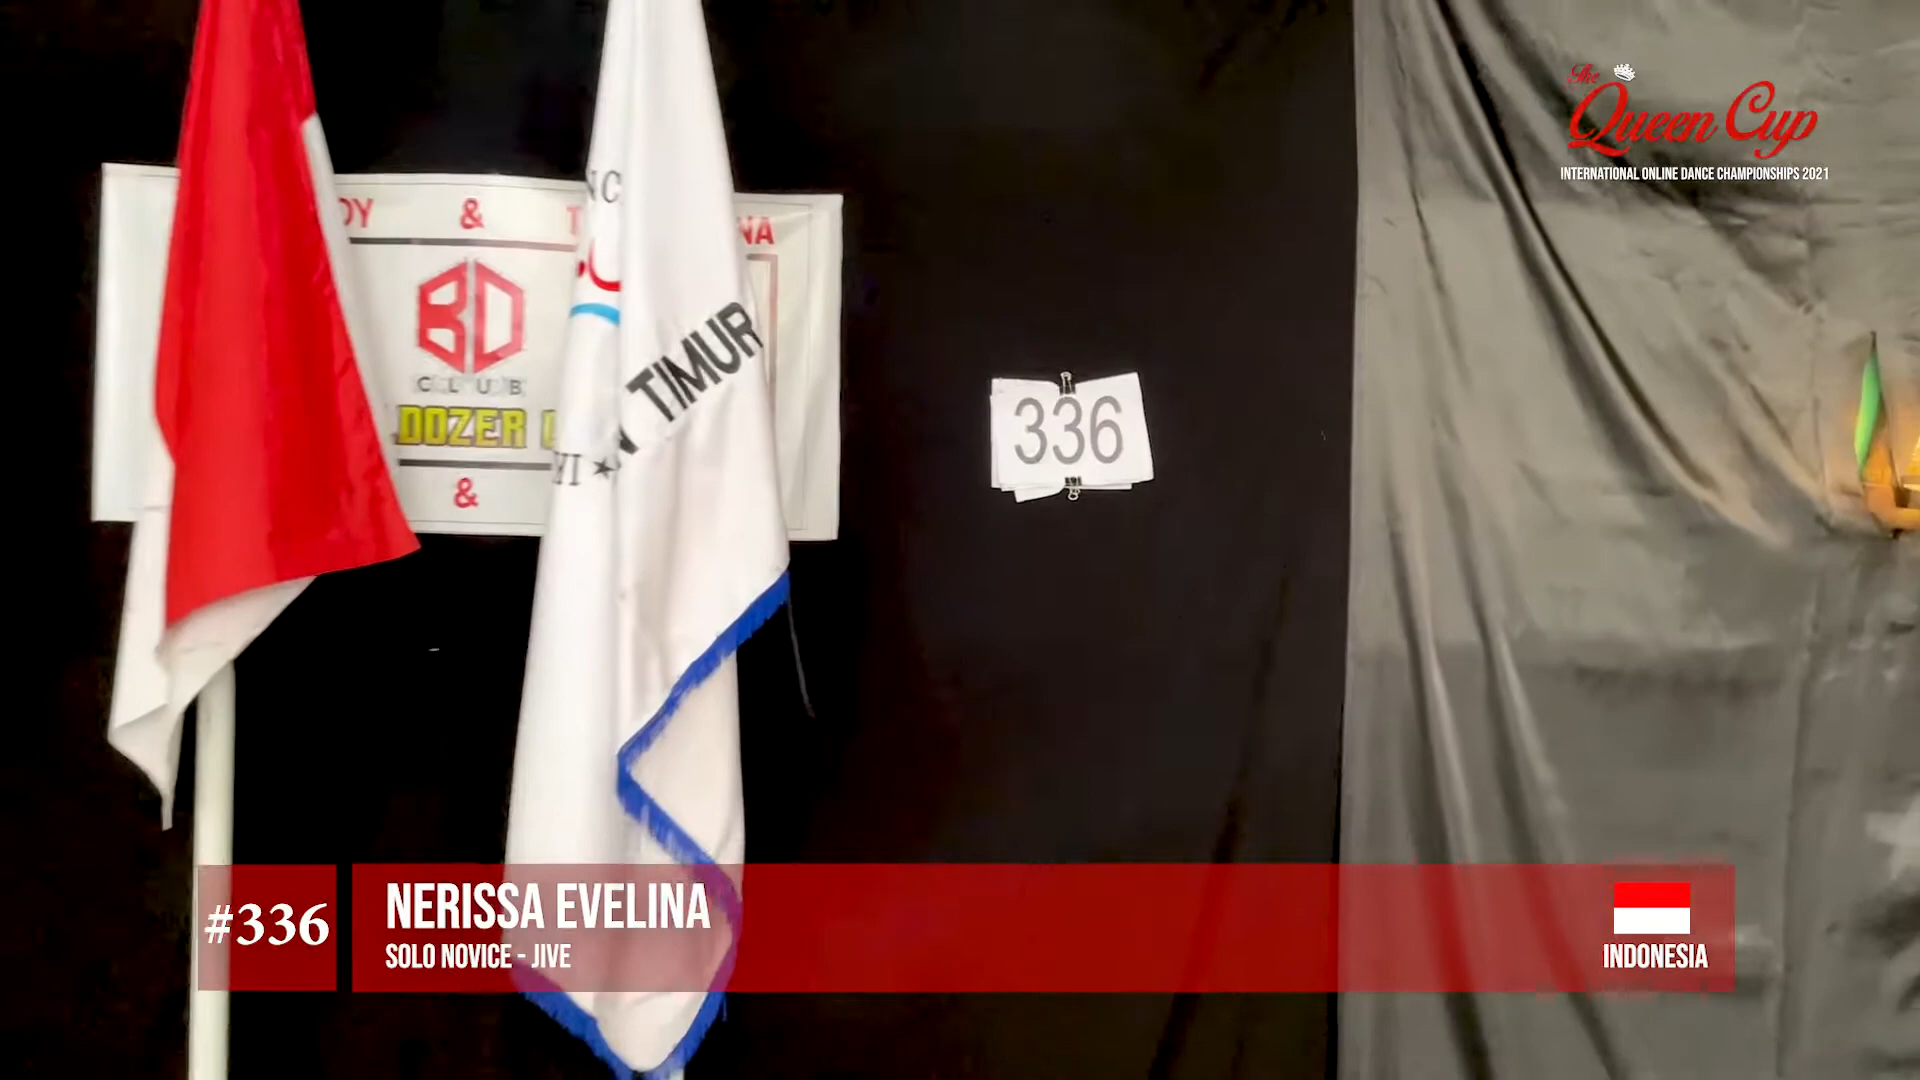 The
Queen Cup
INTERNATIONAL ONLINE DANCE CHAMPIONSHIPS 2021
&
BD
CLUB
TIMUR
336
&
#336
NERISSA EVELINA
SOLO NOVICE - JIVE
INDONESIA